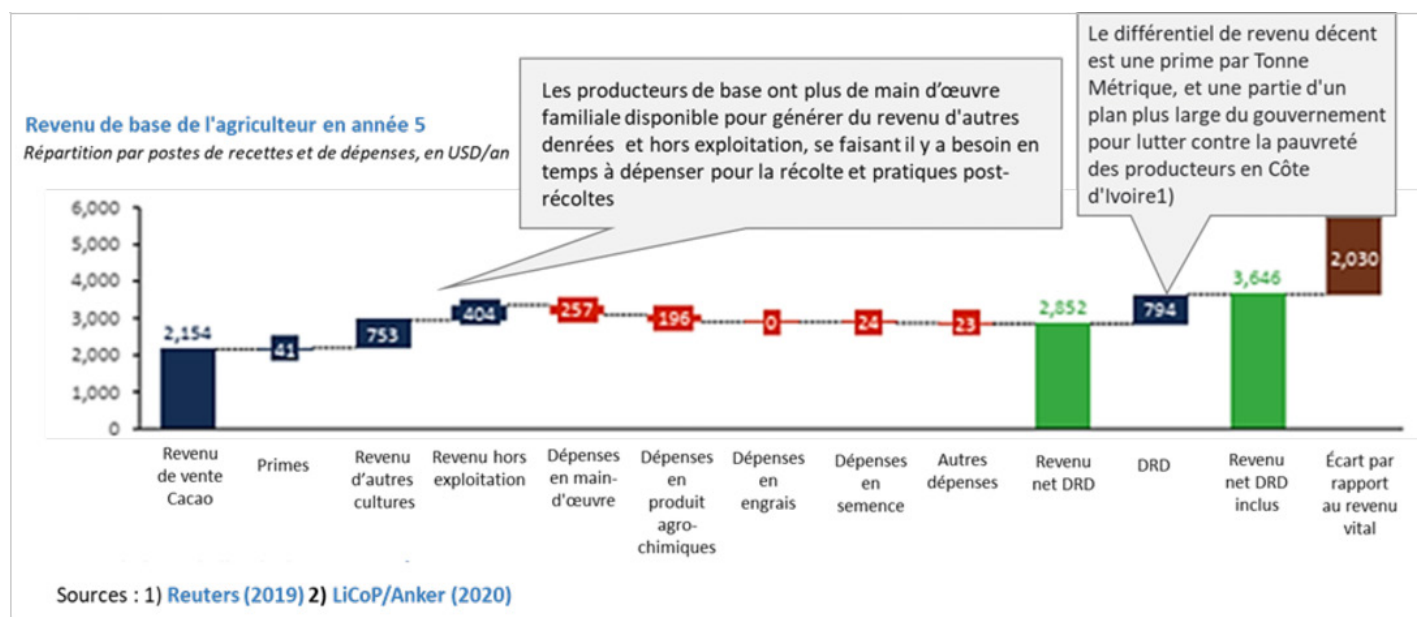 Le différentiel de revenu décent
est une prime par Tonne
Métrique, et une partie d'un
plan plus large du gouvernement
pour lutter contre la pauvreté
des producteurs en Côte
d'Ivoire1)
Les producteurs de base ont plus de main d’œuvre
familiale disponible pour générer du revenu d'autres
denrées et hors exploitation, se faisant il y a besoin en
temps à dépenser pour la récolte et pratiques post-
récoltes
Revenu de base de l'agriculteur en année 5
Répartition par postes de recettes et de dépenses, en USD/an
6,000
5,000
4,000
3,000
2,000
1,000
0
2,154
41
753
404
257
196
0
24
23
2,852
794
3,646
2,030
Revenu
de vente
Cacao
Primes
Revenu
d’autres
cultures
Revenu hors
exploitation
Dépenses
en main-
d'œuvre
Dépenses
en
produit
agro-
chimiques
Dépenses
en
engrais
Dépenses
en
semence
Autres
dépenses
Revenu
net DRD
DRD
Revenu
net DRD
inclus
Écart par
rapport
au revenu
vital
Sources : 1) Reuters (2019) 2) LiCoP/Anker (2020)